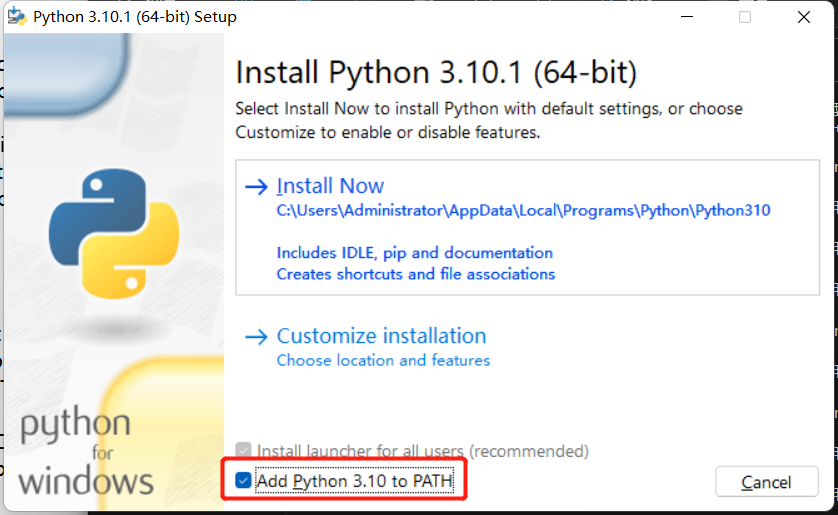 Python 3.10.1 (64-bit) Setup
Install Python 3.10.1 (64-bit)
Select Install Now to install Python with default settings, or choose
Customize to enable or disable features.
Install Now
C:\Users\Administrator\AppData\Local\Programs\Python\Python310
Includes IDLE, pip and documentation
Creates shortcuts and file associations
Customize installation
Choose location and features
python
for
windows
Install launcher for all users (recommended)
Add Python 3.10 to PATH
Cancel